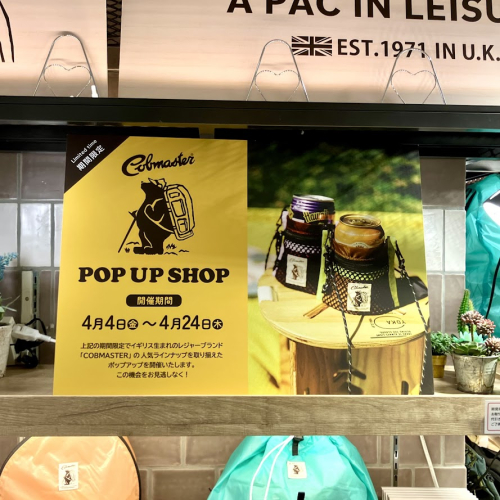 A PAC IN LEISU
EST.1971 IN U.K.
Limited time
期間限定
Cobmaster
POP UP SHOP
開催期間
4月4日金 〜 4月24日木
上記の期間限定でイギリス生まれのレジャーブランド
「COBMASTER」の人気ラインナップを取り揃えた
ポップアップを開催いたします。
この機会をお見逃しなく!
YOKA